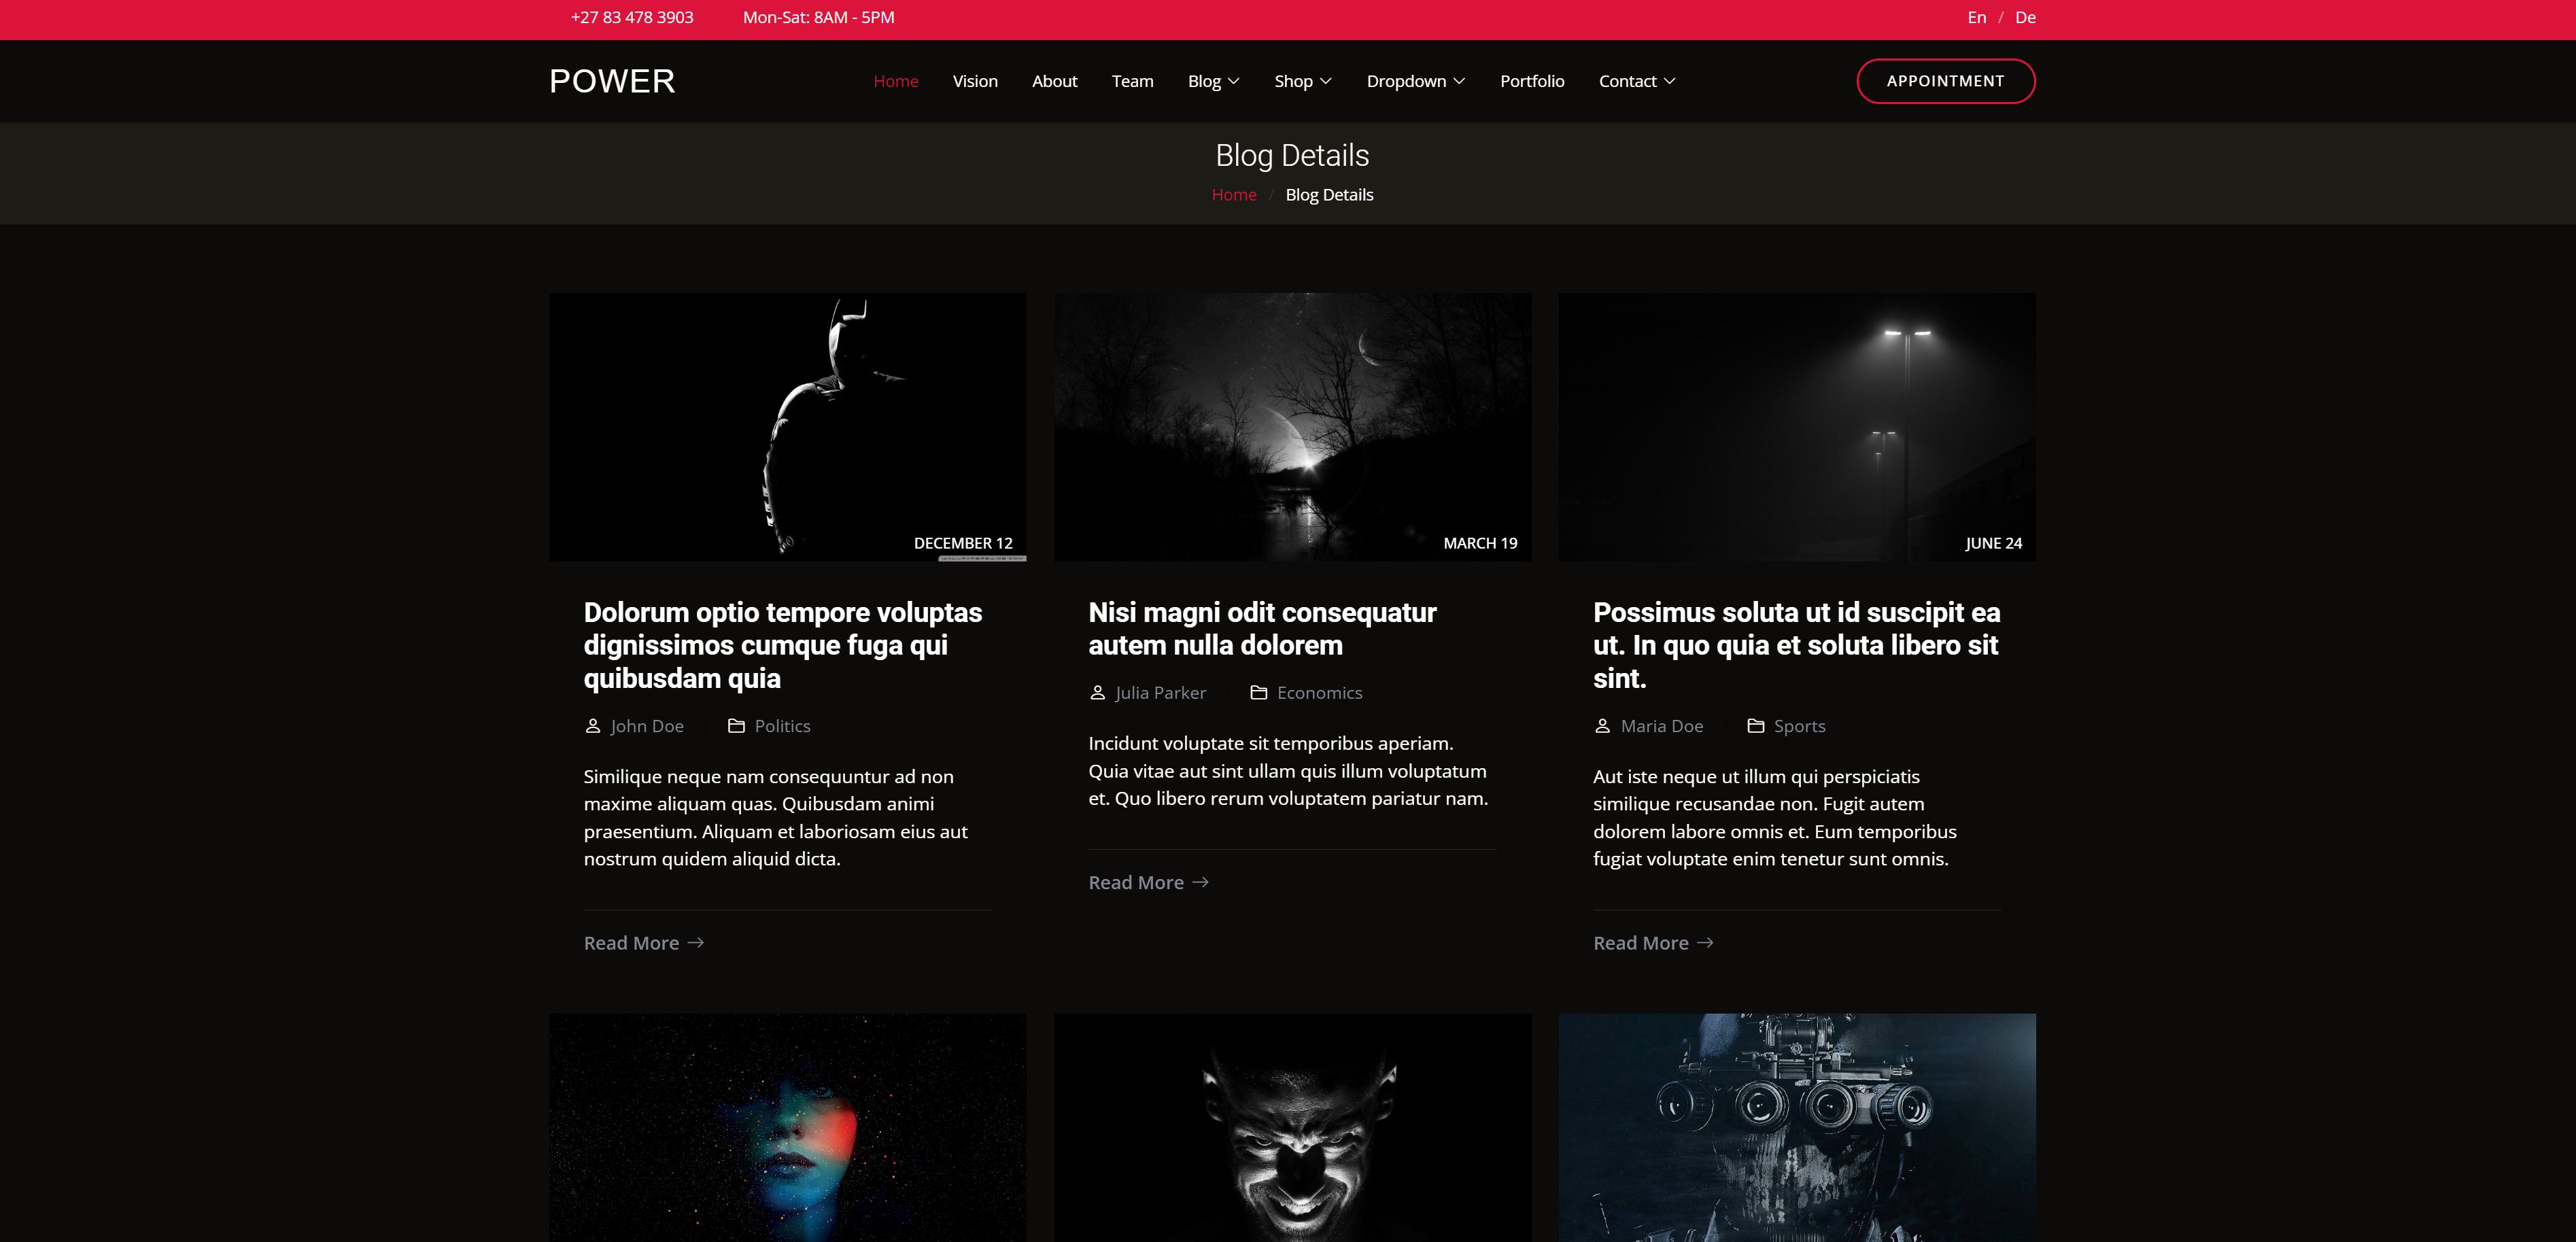 +27 83 478 3903 Mon-Sat: 8AM - 5PM En / De
POWER Home Vision About Team Blog Shop Dropdown Portfolio Contact APPOINTMENT
Blog Details
Home / Blog Details
DECEMBER 12
Dolorum optio tempore voluptas
dignissimos cumque fuga qui
quibusdam quia
John Doe / Politics
Similique neque nam consequuntur ad non
maxime aliquam quas. Quibusdam animi
praesentium. Aliquam et laboriosam eius aut
nostrum quidem aliquid dicta.
Read More
MARCH 19
Nisi magni odit consequatur
autem nulla dolorem
Julia Parker / Economics
Incidunt voluptate sit temporibus aperiam.
Quia vitae aut sint ullam quis illum voluptatum
et. Quo libero rerum voluptatem pariatur nam.
Read More
JUNE 24
Possimus soluta ut id suscipit ea
ut. In quo quia et soluta libero sit
sint.
Maria Doe / Sports
Aut iste neque ut illum qui perspiciatis
similique recusandae non. Fugit autem
dolorem labore omnis et. Eum temporibus
fugiat voluptate enim tenetur sunt omnis.
Read More